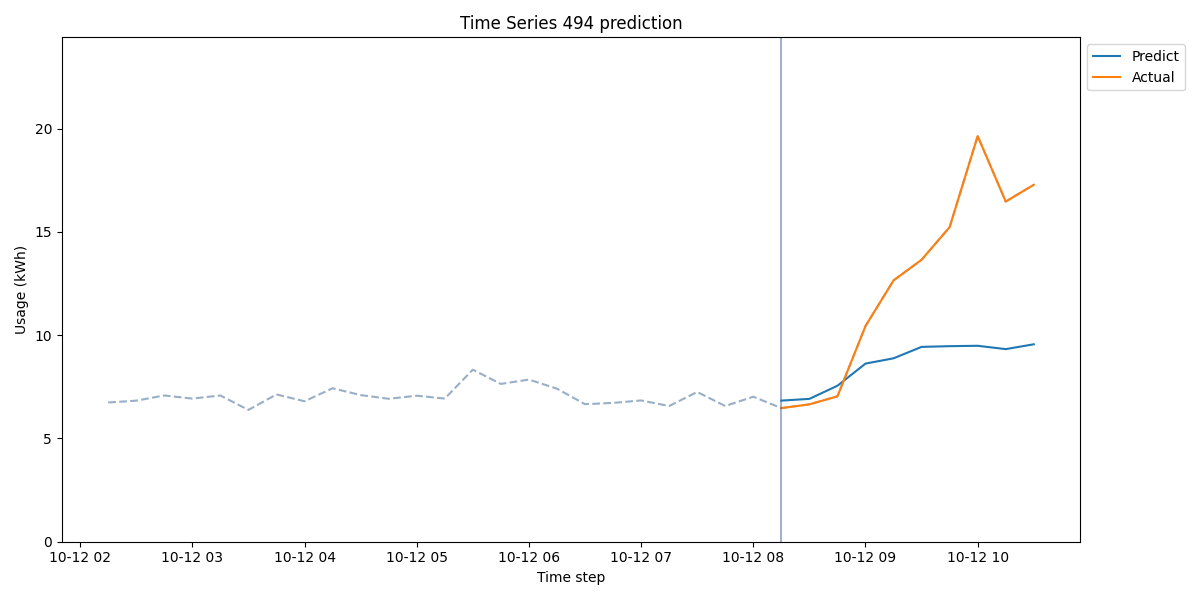 Time Series 494 prediction
Predict
Actual
Usage (kWh)
20
15
10
5
0
10-12 02 10-12 03 10-12 04 10-12 05 10-12 06 10-12 07 10-12 08 10-12 09 10-12 10
Time step